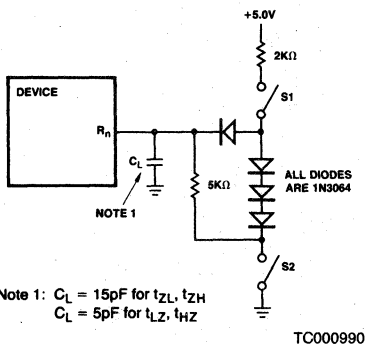 +5.0V
2KΩ
S1
DEVICE
Rn
CL
NOTE 1
5KΩ
ALL DIODES
ARE 1N3064
S2
Note 1: CL = 15pF for tZL, tZH
CL = 5pF for tLZ, tHZ
TC000990